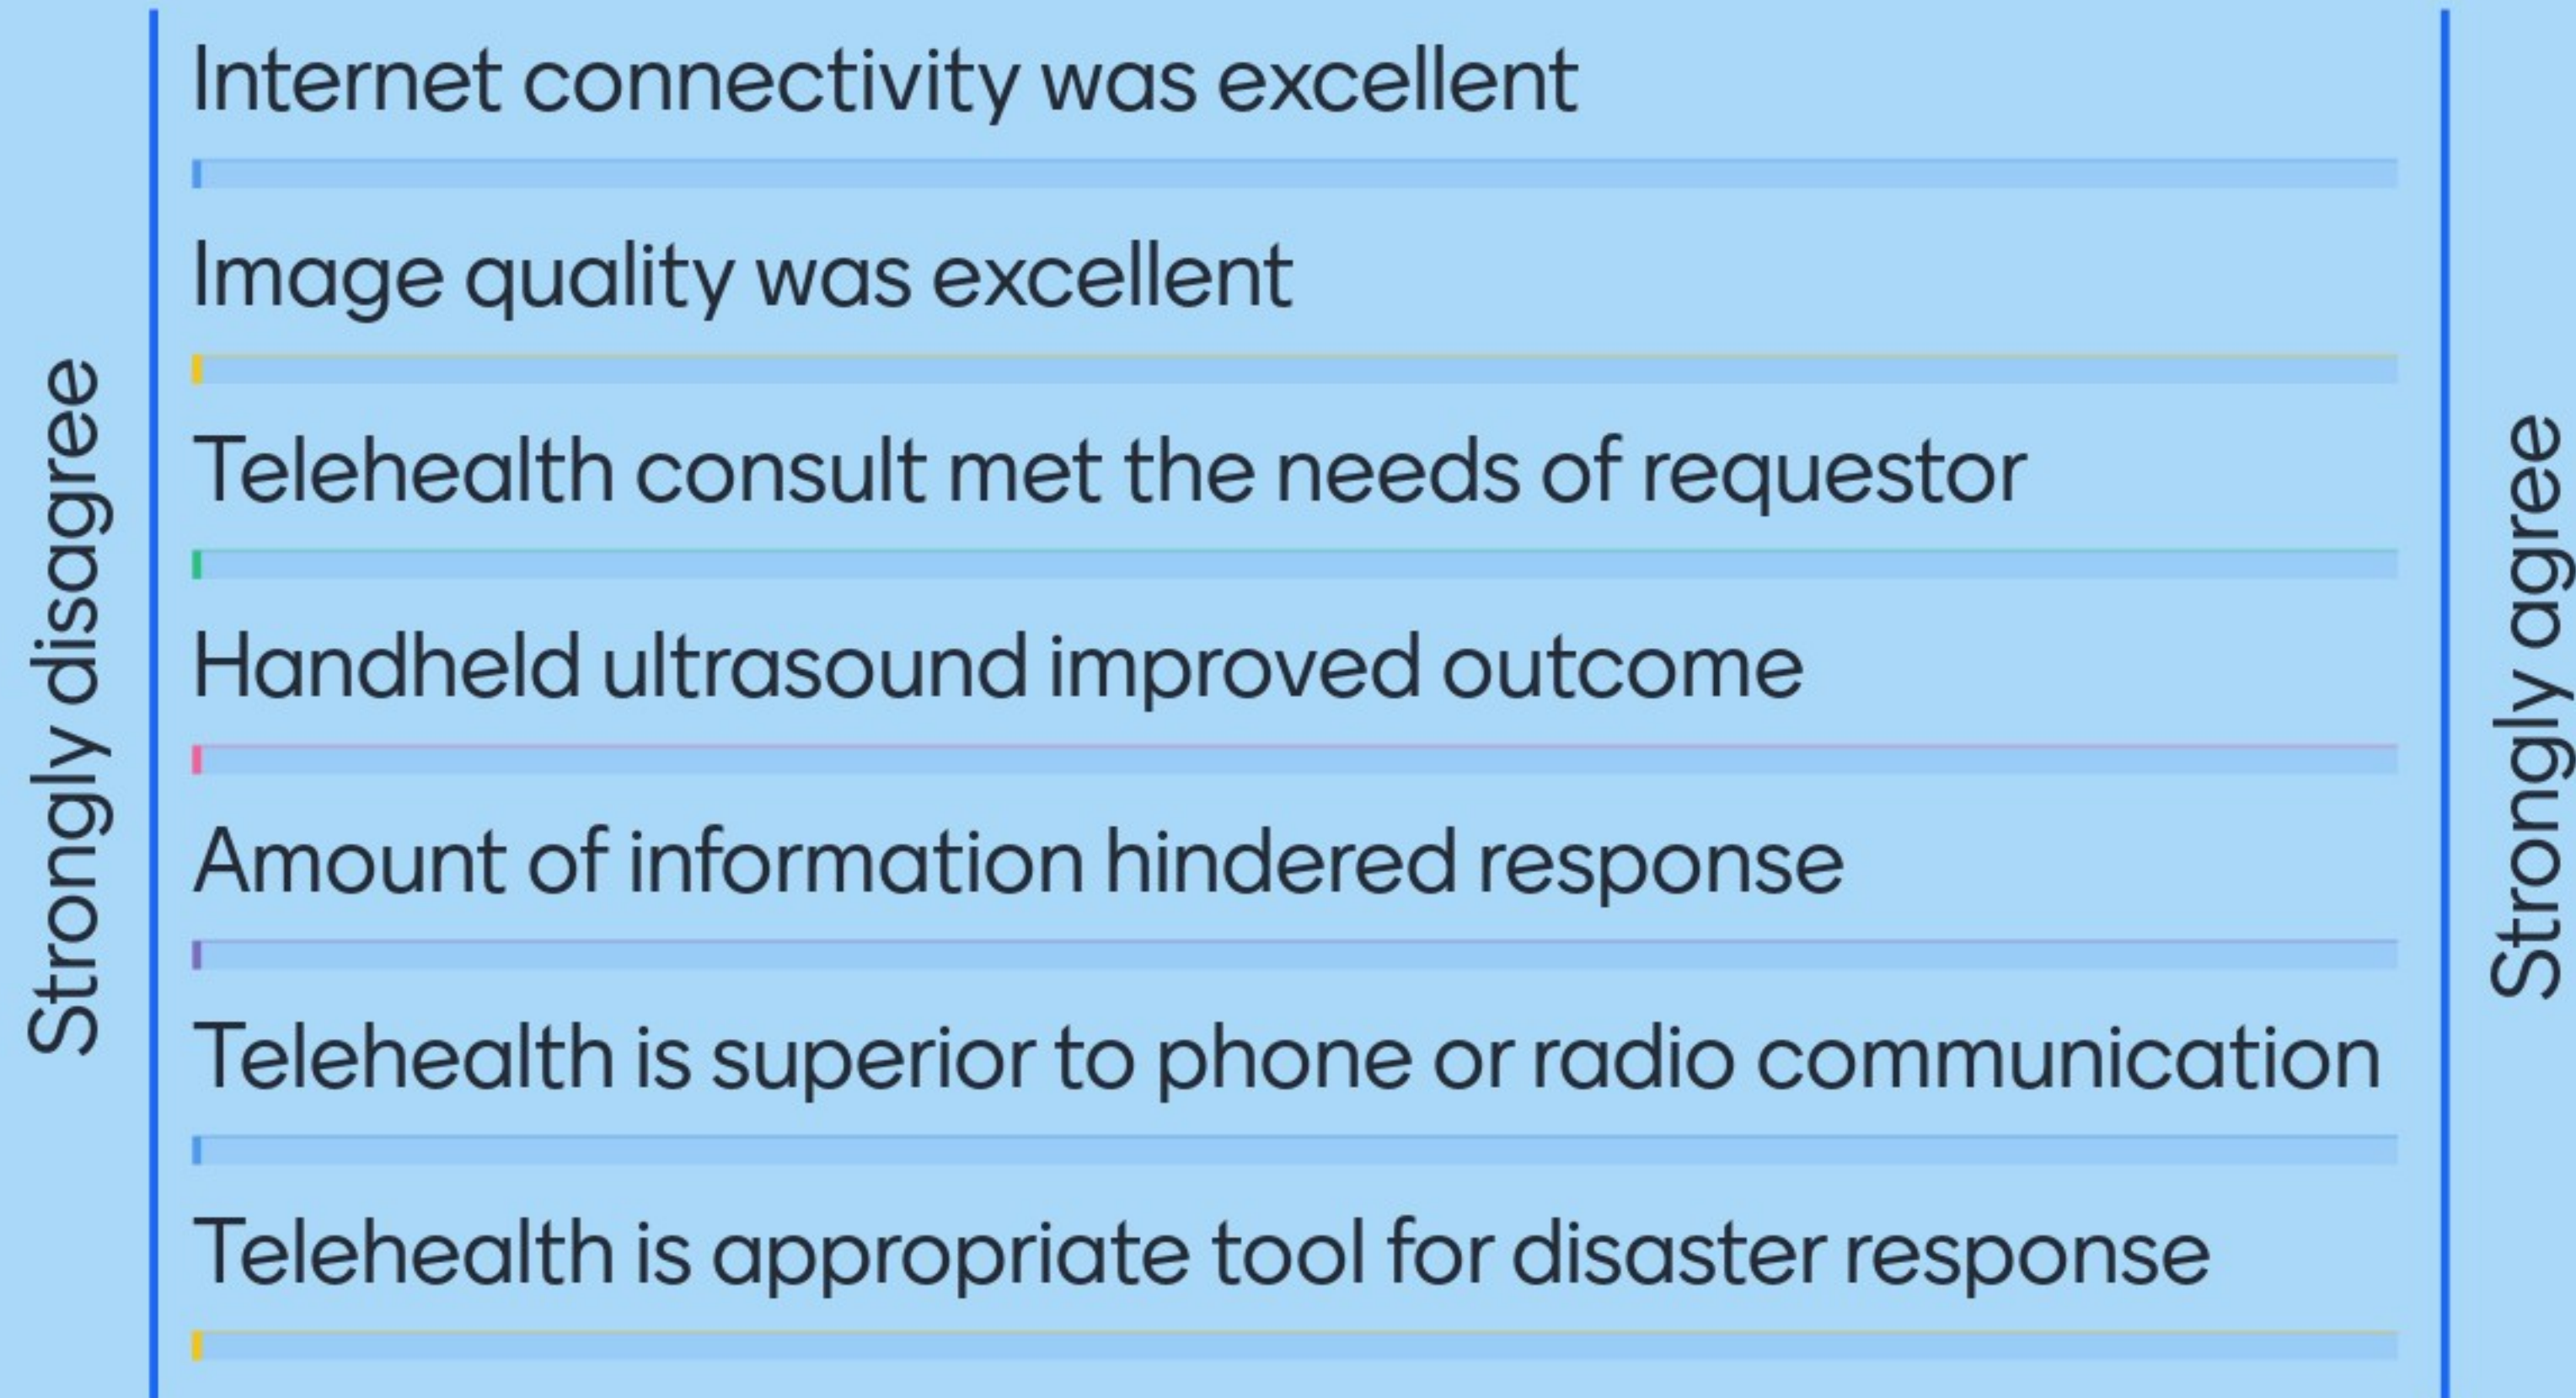 Strongly disagree
Internet connectivity was excellent
Image quality was excellent
Telehealth consult met the needs of requestor
Handheld ultrasound improved outcome
Amount of information hindered response
Telehealth is superior to phone or radio communication
Telehealth is appropriate tool for disaster response
Strongly agree